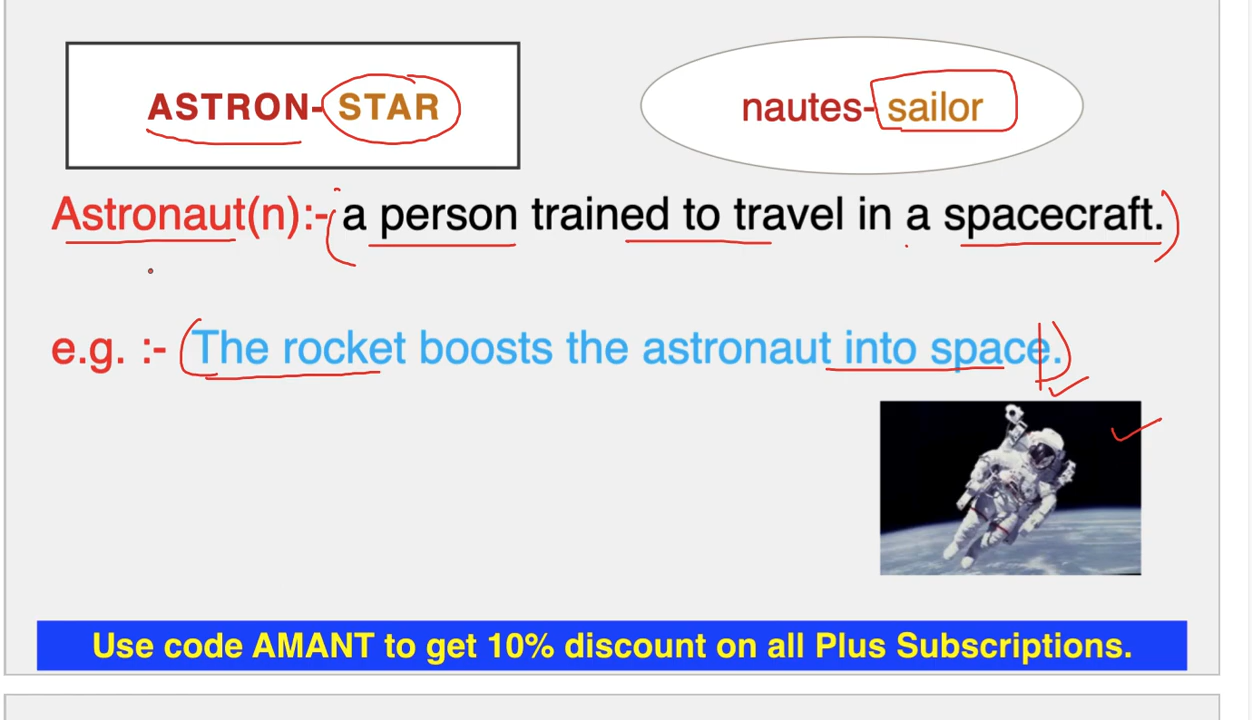 ASTRON- STAR
nautes- sailor
Astronaut(n):- a person trained to travel in a spacecraft.
e.g. :- The rocket boosts the astronaut into space.
Use code AMANT to get 10% discount on all Plus Subscriptions.